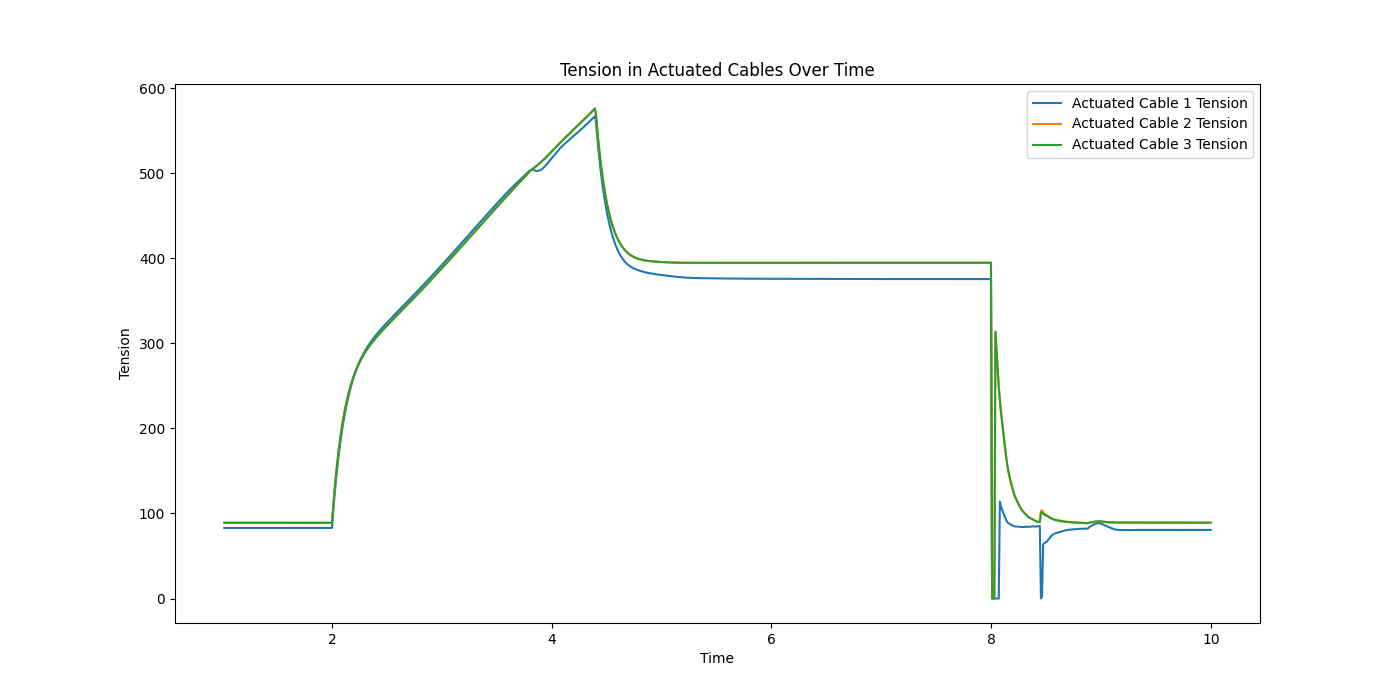 Tension in Actuated Cables Over Time
Actuated Cable 1 Tension
Actuated Cable 2 Tension
Actuated Cable 3 Tension
Tension
600
500
400
300
200
100
0
2 4 6 8 10
Time